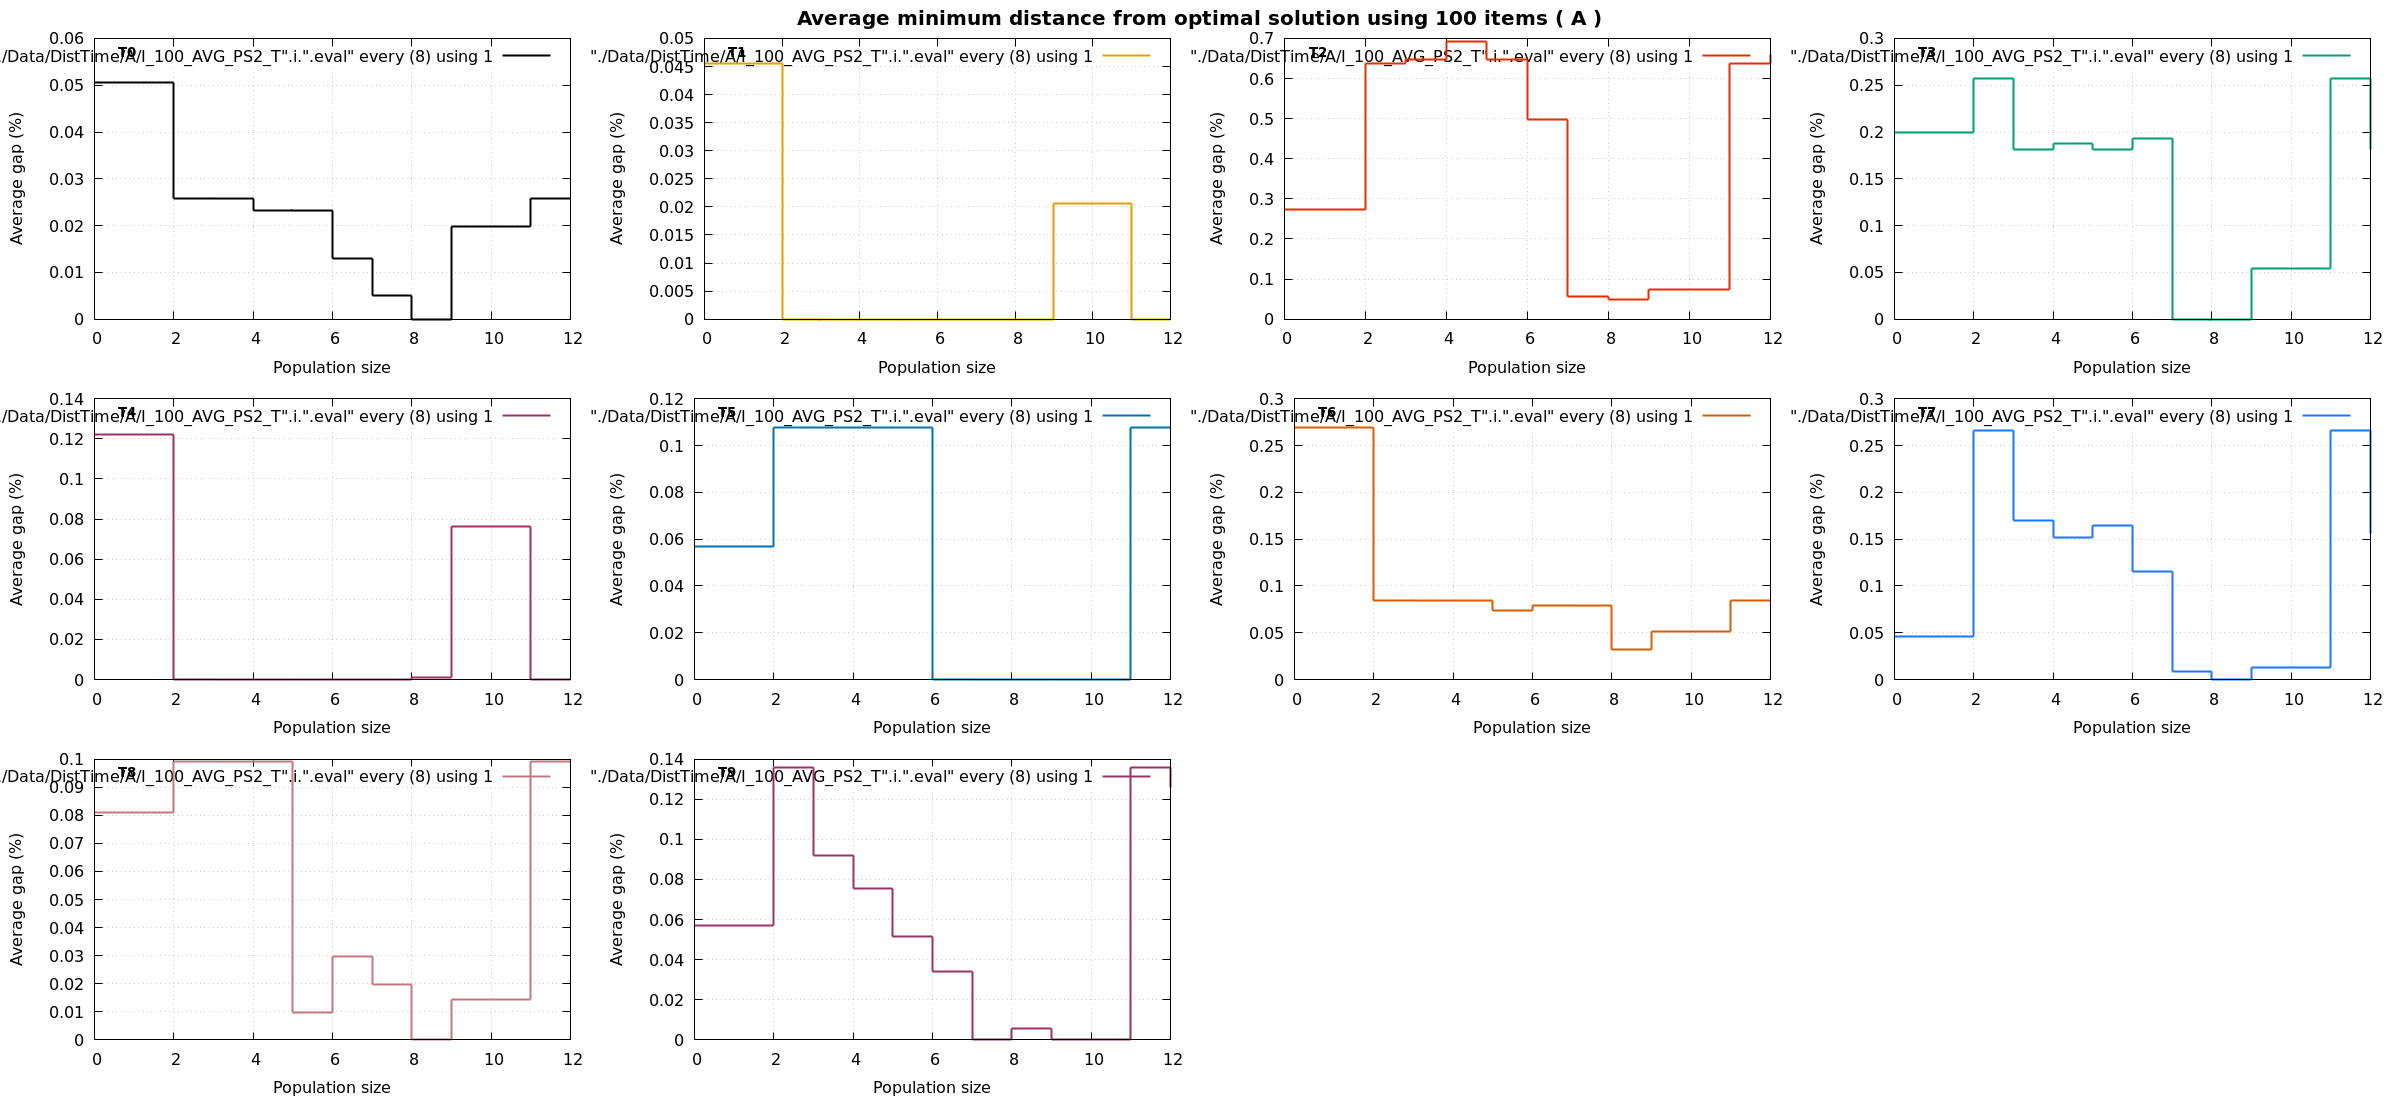 Average minimum distance from optimal solution using 100 items ( A )
T0
./Data/DistTime/A/I_100_AVG_PS2_T".i.".eval" every (8) using 1
Average gap (%)
0.06
0.05
0.04
0.03
0.02
0.01
0
0 2 4 6 8 10 12
Population size
T1
"./Data/DistTime/A/I_100_AVG_PS2_T".i.".eval" every (8) using 1
Average gap (%)
0.05
0.045
0.04
0.035
0.03
0.025
0.02
0.015
0.01
0.005
0
0 2 4 6 8 10 12
Population size
T2
"./Data/DistTime/A/I_100_AVG_PS2_T".i.".eval" every (8) using 1
Average gap (%)
0.7
0.6
0.5
0.4
0.3
0.2
0.1
0
0 2 4 6 8 10 12
Population size
T3
"./Data/DistTime/A/I_100_AVG_PS2_T".i.".eval" every (8) using 1
Average gap (%)
0.3
0.25
0.2
0.15
0.1
0.05
0
0 2 4 6 8 10 12
Population size
T4
./Data/DistTime/A/I_100_AVG_PS2_T".i.".eval" every (8) using 1
Average gap (%)
0.14
0.12
0.1
0.08
0.06
0.04
0.02
0
0 2 4 6 8 10 12
Population size
T5
"./Data/DistTime/A/I_100_AVG_PS2_T".i.".eval" every (8) using 1
Average gap (%)
0.12
0.1
0.08
0.06
0.04
0.02
0
0 2 4 6 8 10 12
Population size
T6
"./Data/DistTime/A/I_100_AVG_PS2_T".i.".eval" every (8) using 1
Average gap (%)
0.3
0.25
0.2
0.15
0.1
0.05
0
0 2 4 6 8 10 12
Population size
T7
"./Data/DistTime/A/I_100_AVG_PS2_T".i.".eval" every (8) using 1
Average gap (%)
0.3
0.25
0.2
0.15
0.1
0.05
0
0 2 4 6 8 10 12
Population size
T8
./Data/DistTime/A/I_100_AVG_PS2_T".i.".eval" every (8) using 1
Average gap (%)
0.1
0.09
0.08
0.07
0.06
0.05
0.04
0.03
0.02
0.01
0
0 2 4 6 8 10 12
Population size
T9
"./Data/DistTime/A/I_100_AVG_PS2_T".i.".eval" every (8) using 1
Average gap (%)
0.14
0.12
0.1
0.08
0.06
0.04
0.02
0
0 2 4 6 8 10 12
Population size